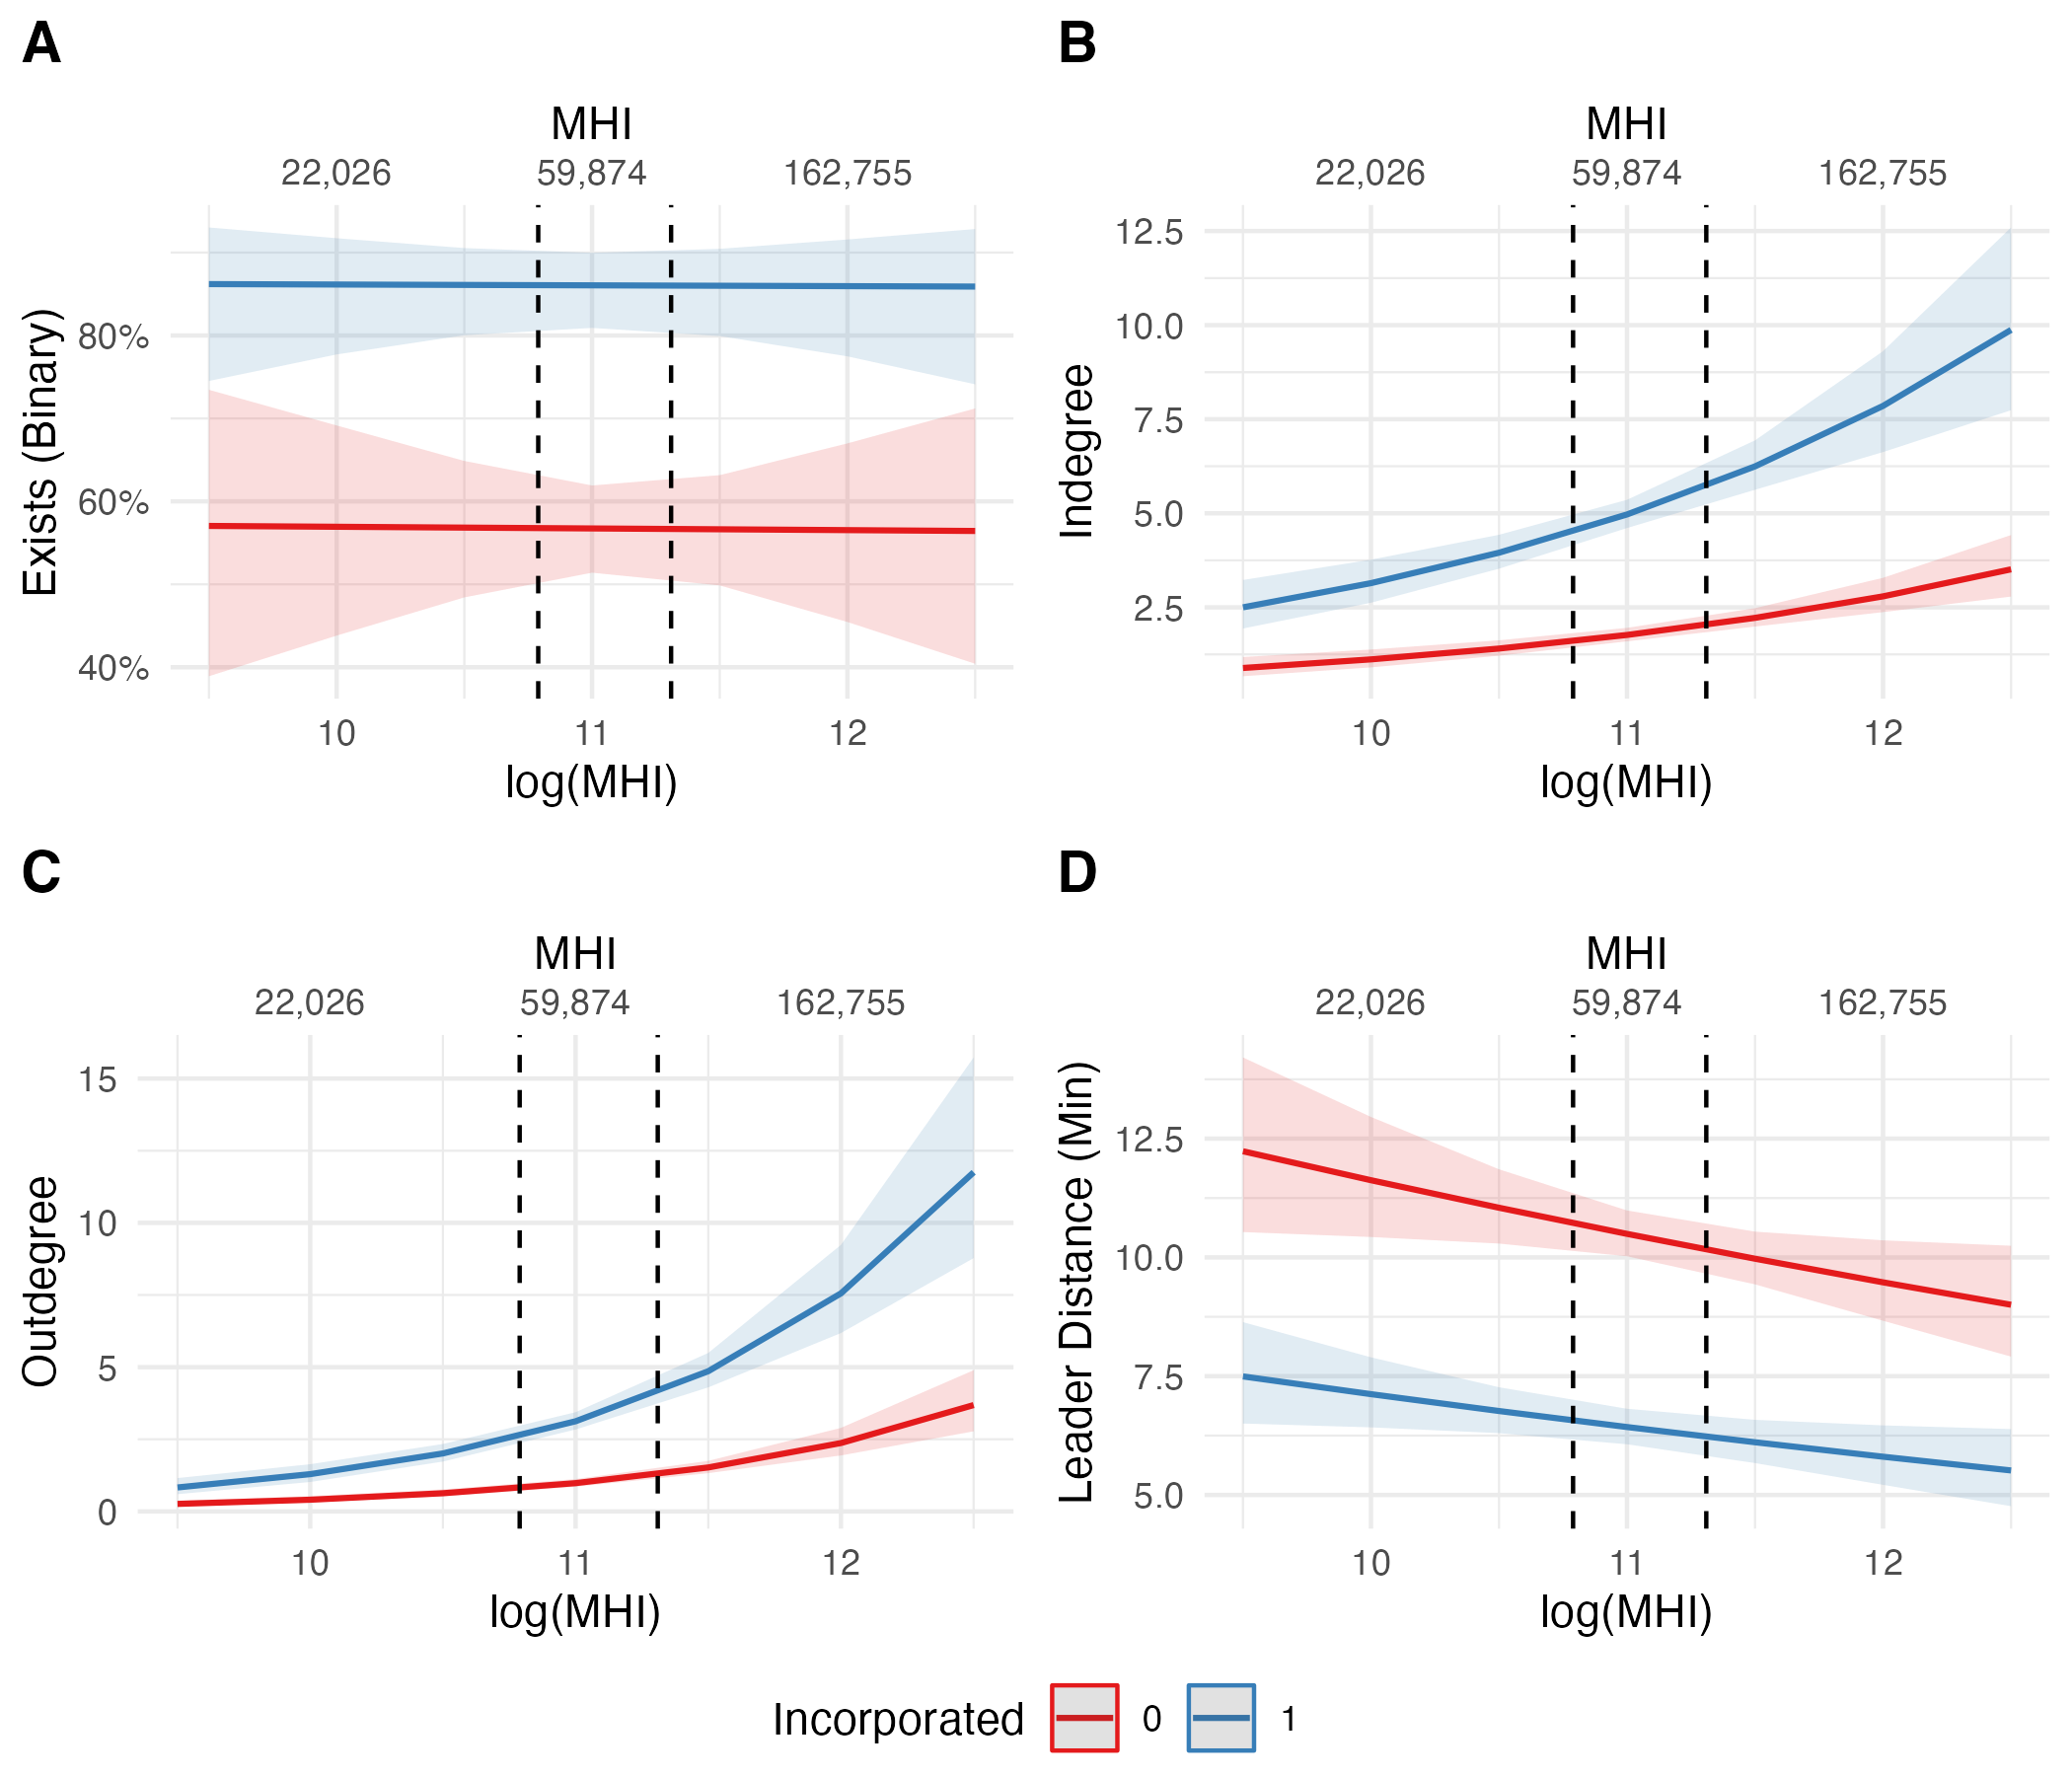 A
MHI
22,026 59,874 162,755
Exists (Binary)
80%
60%
40%
10 11 12
log(MHI)
B
MHI
22,026 59,874 162,755
Indegree
12.5
10.0
7.5
5.0
2.5
10 11 12
log(MHI)
C
MHI
22,026 59,874 162,755
Outdegree
15
10
5
0
10 11 12
log(MHI)
D
MHI
22,026 59,874 162,755
Leader Distance (Min)
12.5
10.0
7.5
5.0
10 11 12
log(MHI)
Incorporated 0 1